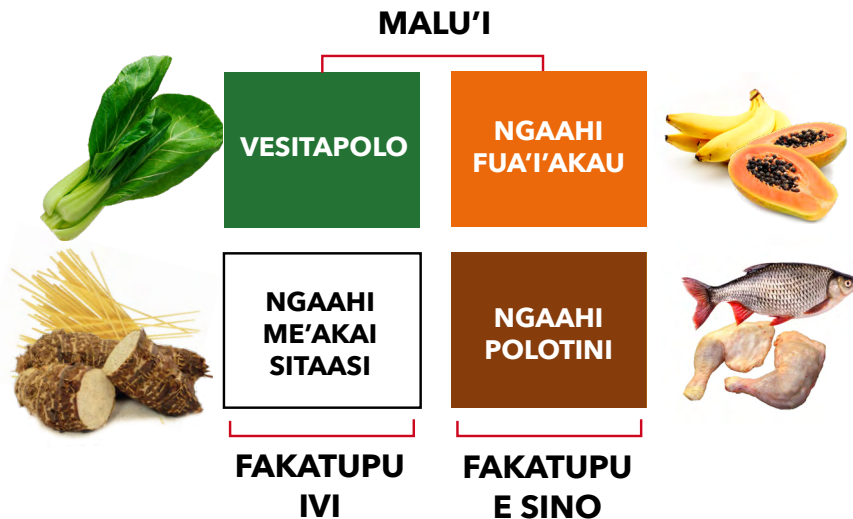 MALU'I
VESITAPOLO
NGAAHI
FUA'I'AKAU
NGAAHI
ME'AKAI
SITAASI
NGAAHI
POLOTINI
FAKATUPU
IVI
FAKATUPU
E SINO